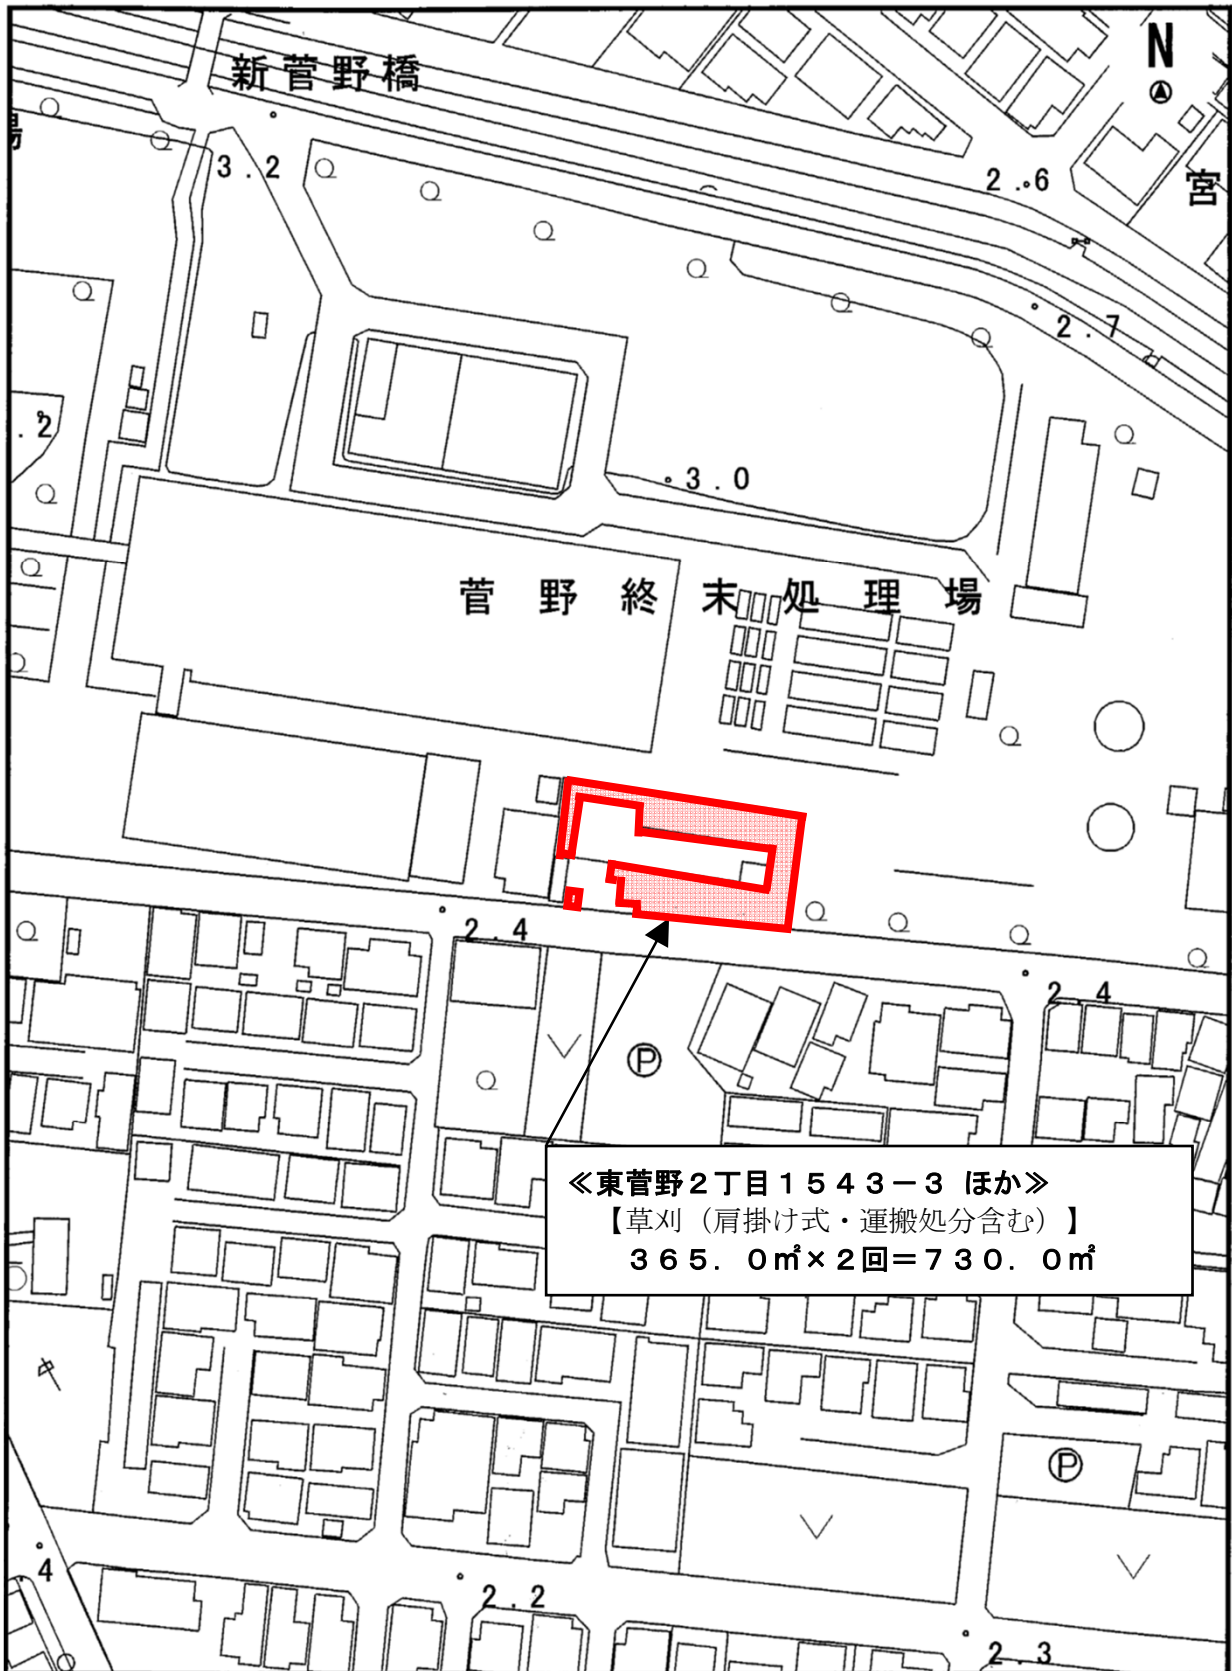 新菅野橋
N
場
3.2
2.6
宮
2.7
.2
3.0
菅野終末処理場
2.4
2.4
P
≪東菅野2丁目1543-3 ほか≫
【草刈（肩掛け式・運搬処分含む）】
365.0㎡×2回=730.0㎡
P
.4
2.2
2.3